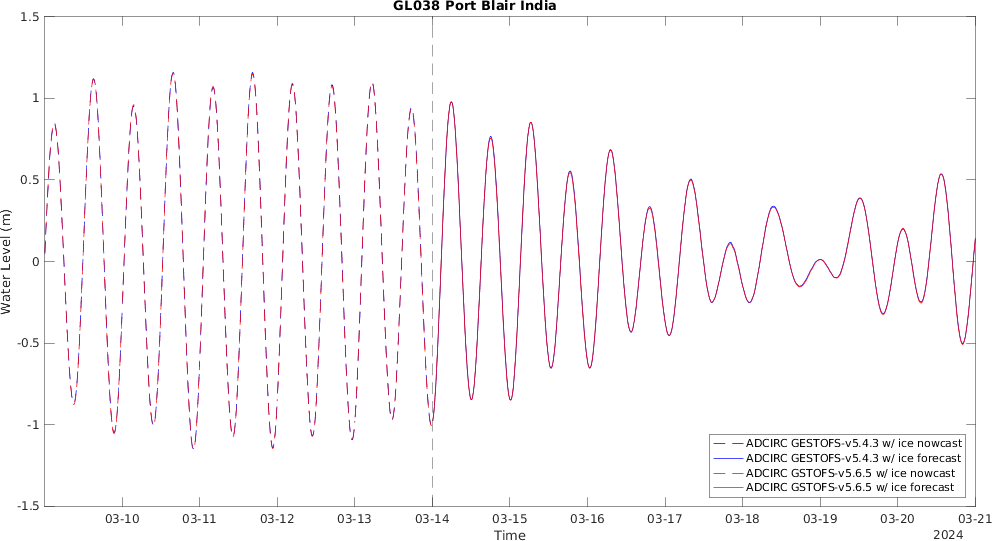 GL038 Port Blair India
1.5
1
0.5
0
-0.5
-1
-1.5
Water Level (m)
ADCIRC GESTOFS-v5.4.3 w/ ice nowcast
ADCIRC GESTOFS-v5.4.3 w/ ice forecast
ADCIRC GSTOFS-v5.6.5 w/ ice nowcast
ADCIRC GSTOFS-v5.6.5 w/ ice forecast
03-10 03-11 03-12 03-13 03-14 03-15 03-16 03-17 03-18 03-19 03-20 03-21
Time
2024